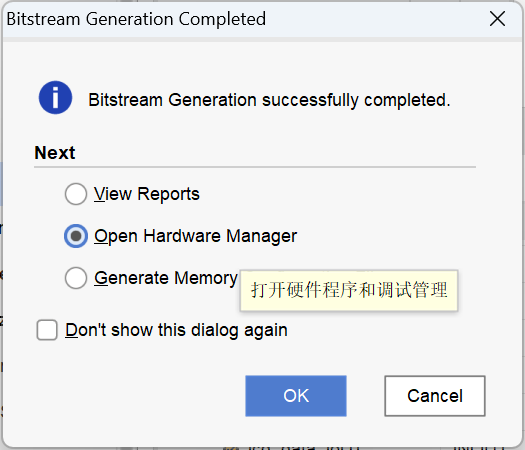 Bitstream Generation Completed
Bitstream Generation successfully completed.
Next
View Reports
Open Hardware Manager
Generate Memory
打开硬件程序和调试管理
Don't show this dialog again
OK
Cancel